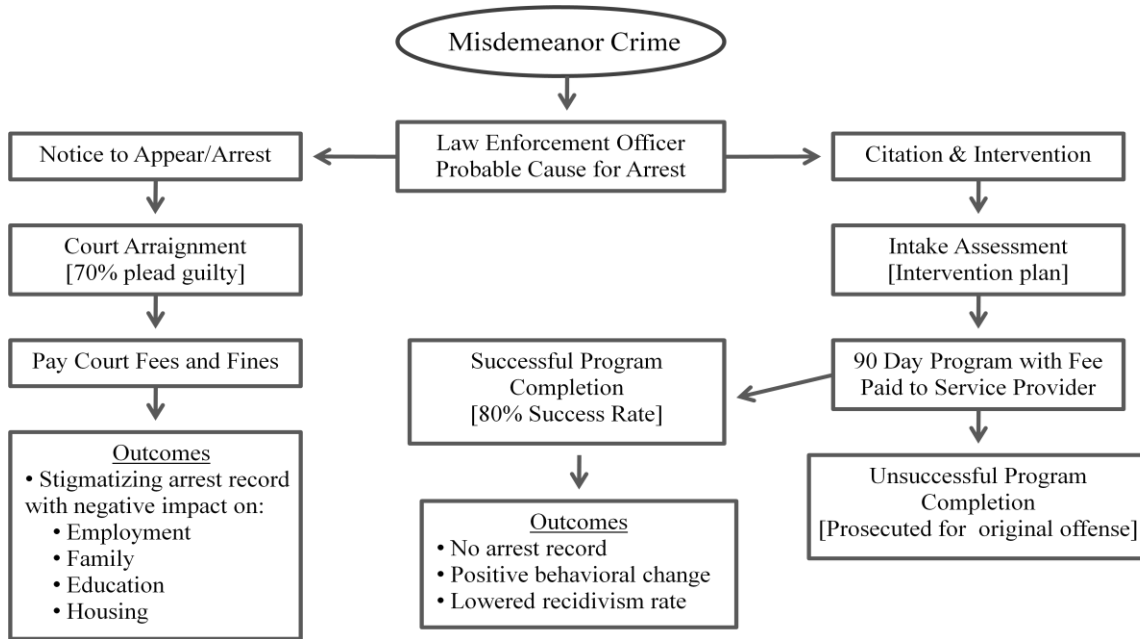 Misdemeanor Crime
Law Enforcement Officer
Probable Cause for Arrest
Notice to Appear/Arrest
Court Arraignment
[70% plead guilty]
Pay Court Fees and Fines
Outcomes
• Stigmatizing arrest record
with negative impact on:
• Employment
• Family
• Education
• Housing
Citation & Intervention
Intake Assessment
[Intervention plan]
90 Day Program with Fee
Paid to Service Provider
Successful Program
Completion
[80% Success Rate]
Outcomes
• No arrest record
• Positive behavioral change
• Lowered recidivism rate
Unsuccessful Program
Completion
[Prosecuted for original offense]